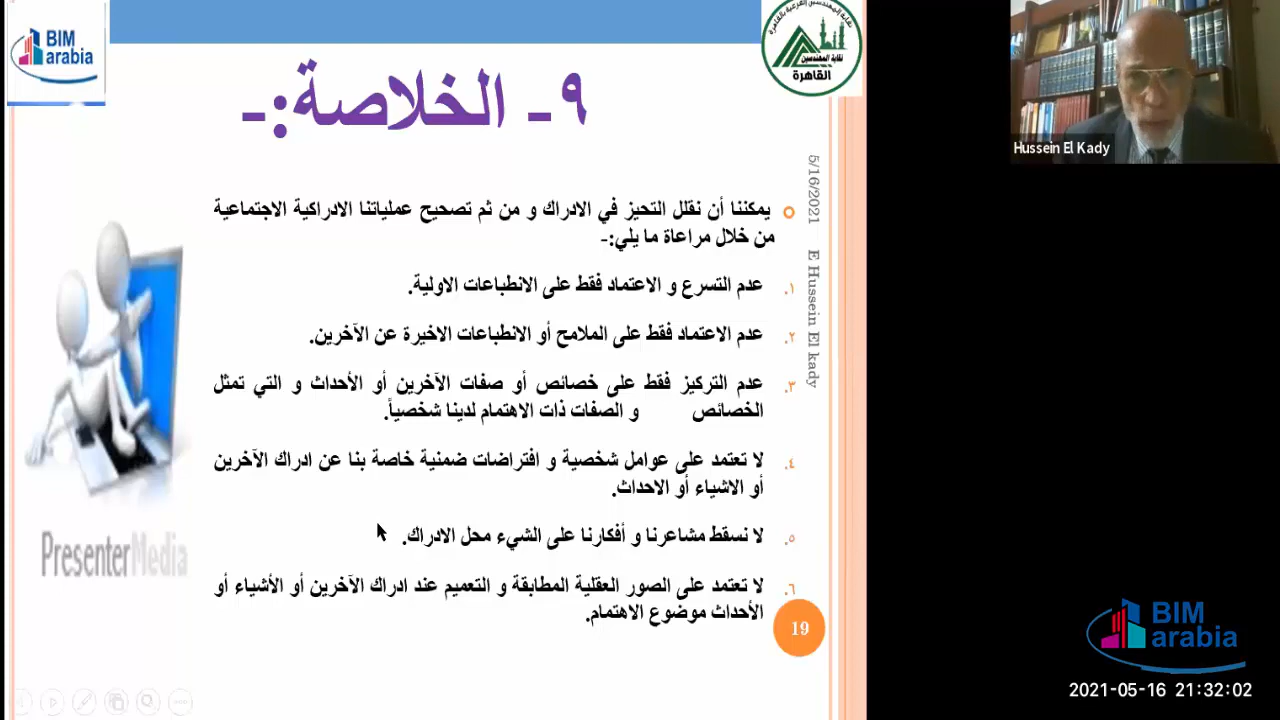 BIM
arabia
نقابة المهندسين
القاهرة
٩- الخلاصة:-
Hussein El Kady
5/16/2021 E Hussein El kady
يمكننا أن نقلل التحيز في الادراك و من ثم تصحيح عملياتنا الادراكية الاجتماعية
من خلال مراعاة ما يلي:-
١. عدم التسرع و الاعتماد فقط على الانطباعات الاولية.
٢. عدم الاعتماد فقط على الملامح أو الانطباعات الاخيرة عن الآخرين.
٣. عدم التركيز فقط على خصائص أو صفات الآخرين أو الأحداث و التي تمثل
الخصائص و الصفات ذات الاهتمام لدينا شخصياً.
٤. لا تعتمد على عوامل شخصية و افتراضات ضمنية خاصة بنا عن ادراك الآخرين
أو الاشياء أو الاحداث.
٥. لا نسقط مشاعرنا و أفكارنا على الشيء محل الادراك.
٦. لا تعتمد على الصور العقلية المطابقة و التعميم عند ادراك الآخرين أو الأشياء أو
الأحداث موضوع الاهتمام.
PresenterMedia
19
BIM
arabia
2021-05-16 21:32:02